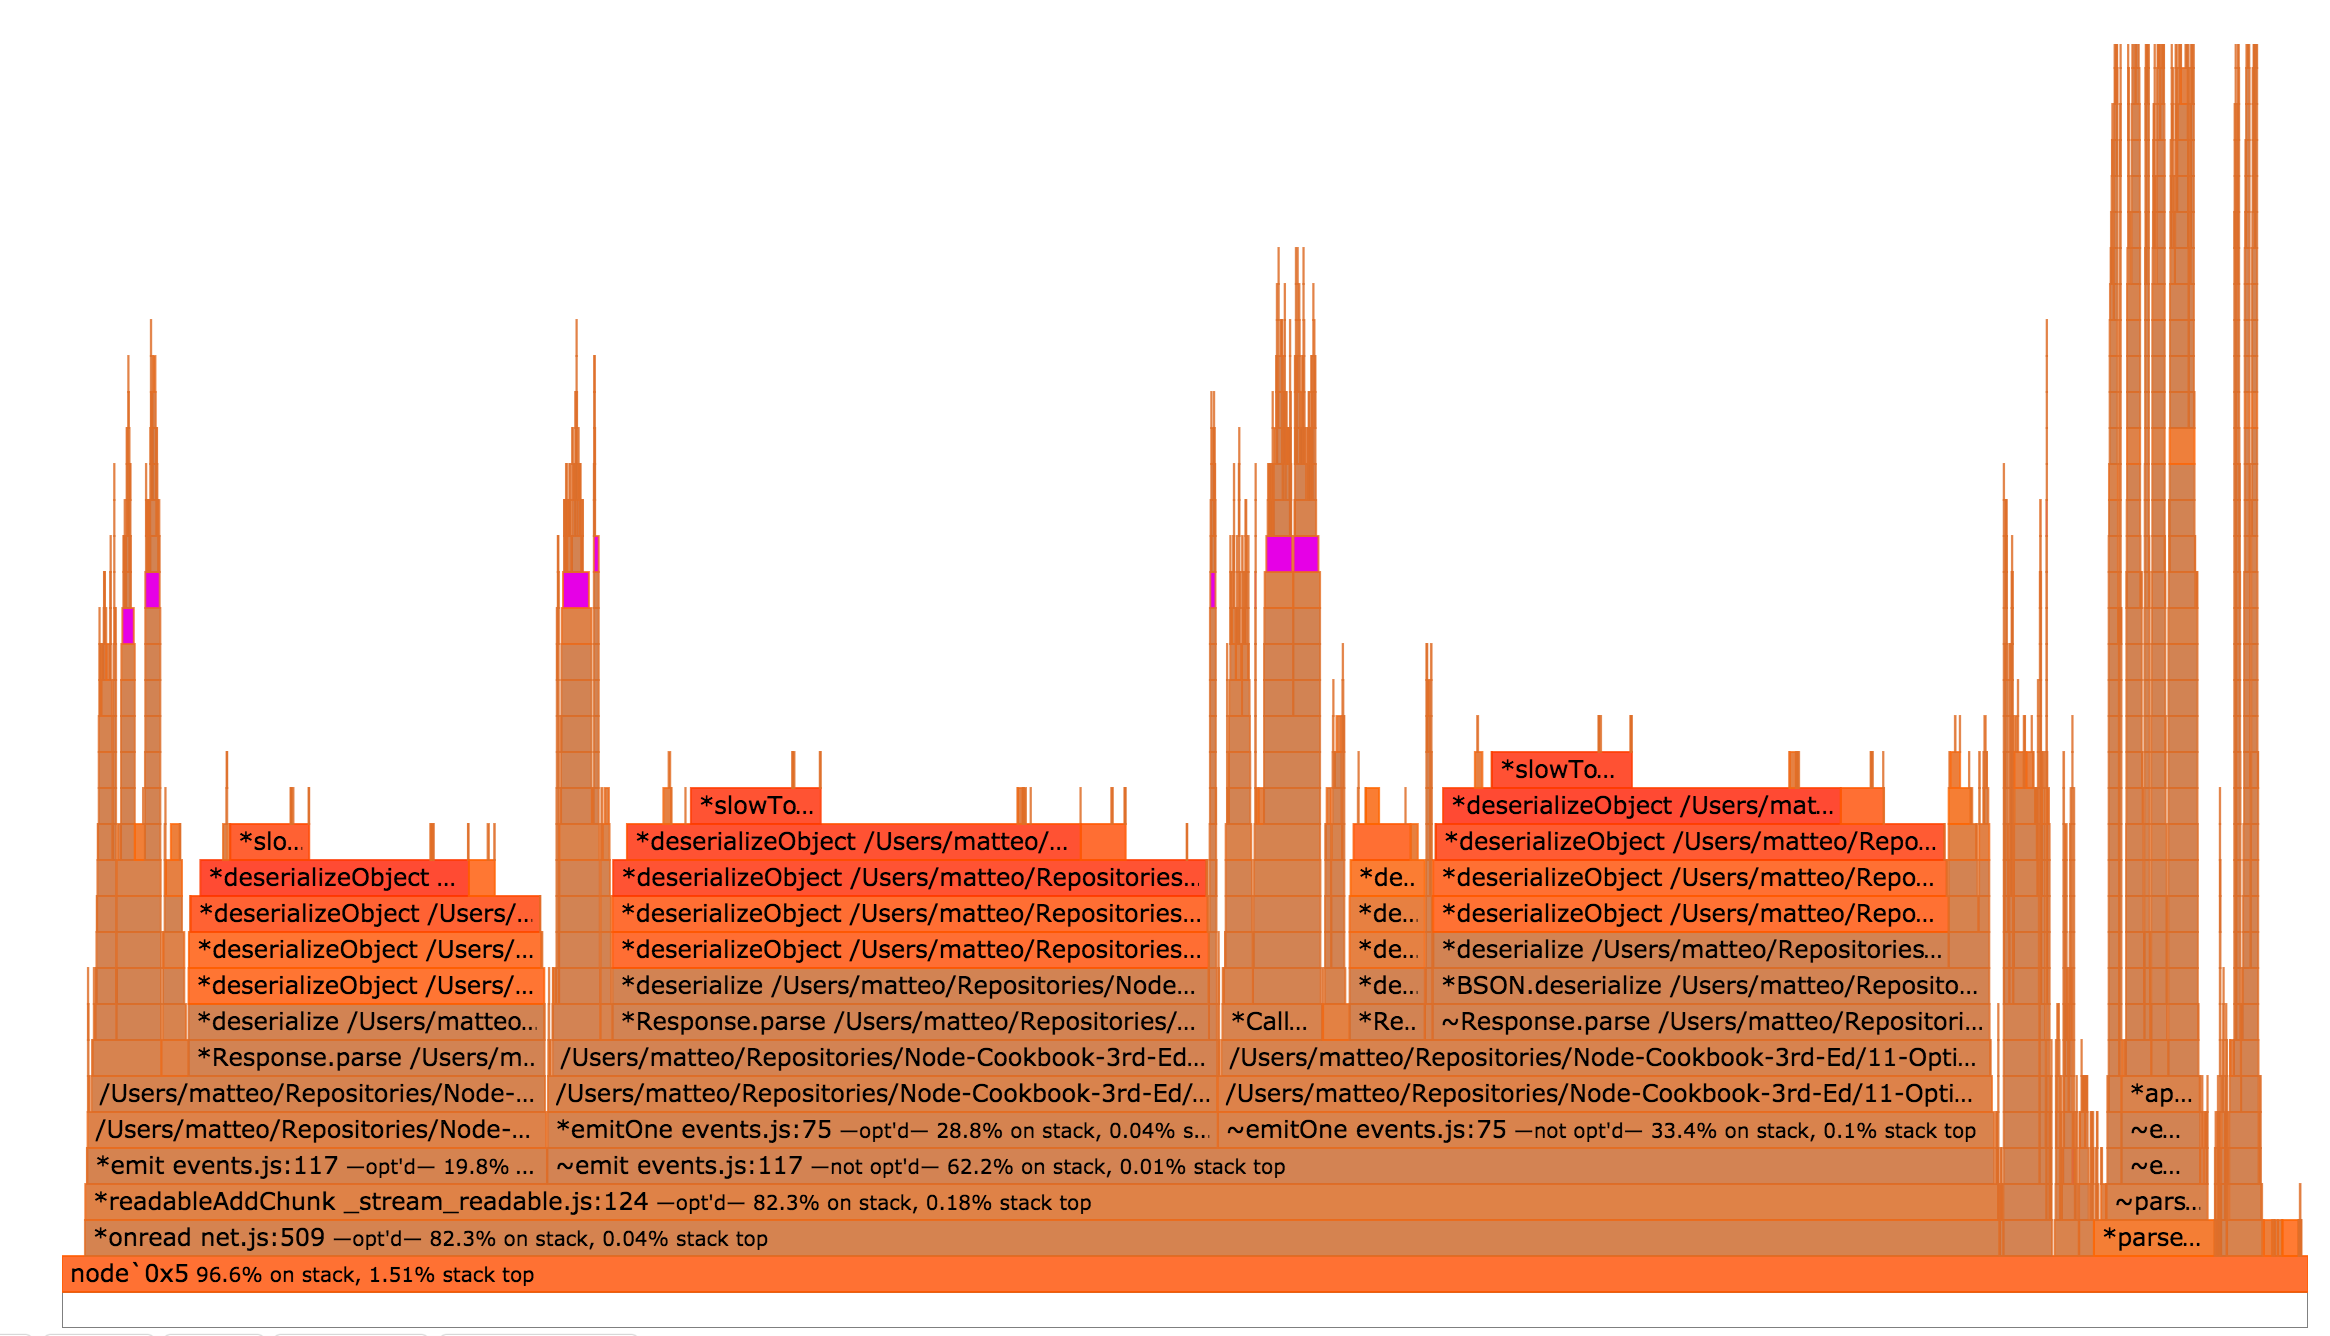 *slowTo...
*slowTo...
*deserializeObject /Users/mat...
*slo...
*deserializeObject /Users/matteo/...
*deserializeObject /Users/matteo/Repo...
*deserializeObject ...
*deserializeObject /Users/matteo/Repositories...
*de...
*deserializeObject /Users/matteo/Repo...
*deserializeObject /Users/...
*deserializeObject /Users/matteo/Repositories...
*de...
*deserializeObject /Users/matteo/Repo...
*deserializeObject /Users/...
*deserializeObject /Users/matteo/Repositories...
*de...
*deserialize /Users/matteo/Repositories...
*deserializeObject /Users/...
*deserialize /Users/matteo/Repositories/Node...
*de...
*BSON.deserialize /Users/matteo/Reposito...
*deserialize /Users/matteo...
*Response.parse /Users/matteo/Repositories/...
*Call...
*Re...
~Response.parse /Users/matteo/Repositori...
*Response.parse /Users/m...
/Users/matteo/Repositories/Node-Cookbook-3rd-Ed...
/Users/matteo/Repositories/Node-Cookbook-3rd-Ed/11-Opti...
/Users/matteo/Repositories/Node-...
/Users/matteo/Repositories/Node-Cookbook-3rd-Ed/...
/Users/matteo/Repositories/Node-Cookbook-3rd-Ed/11-Opti...
*ap...
/Users/matteo/Repositories/Node-...
*emitOne events.js:75 —opt'd— 28.8% on stack, 0.04% s...
~emitOne events.js:75 —not opt'd— 33.4% on stack, 0.1% stack top
~e...
*emit events.js:117 —opt'd— 19.8% ...
~emit events.js:117 —not opt'd— 62.2% on stack, 0.01% stack top
~e...
*readableAddChunk _stream_readable.js:124 —opt'd— 82.3% on stack, 0.18% stack top
~pars...
*onread net.js:509 —opt'd— 82.3% on stack, 0.04% stack top
*parse...
node`0x5 96.6% on stack, 1.51% stack top